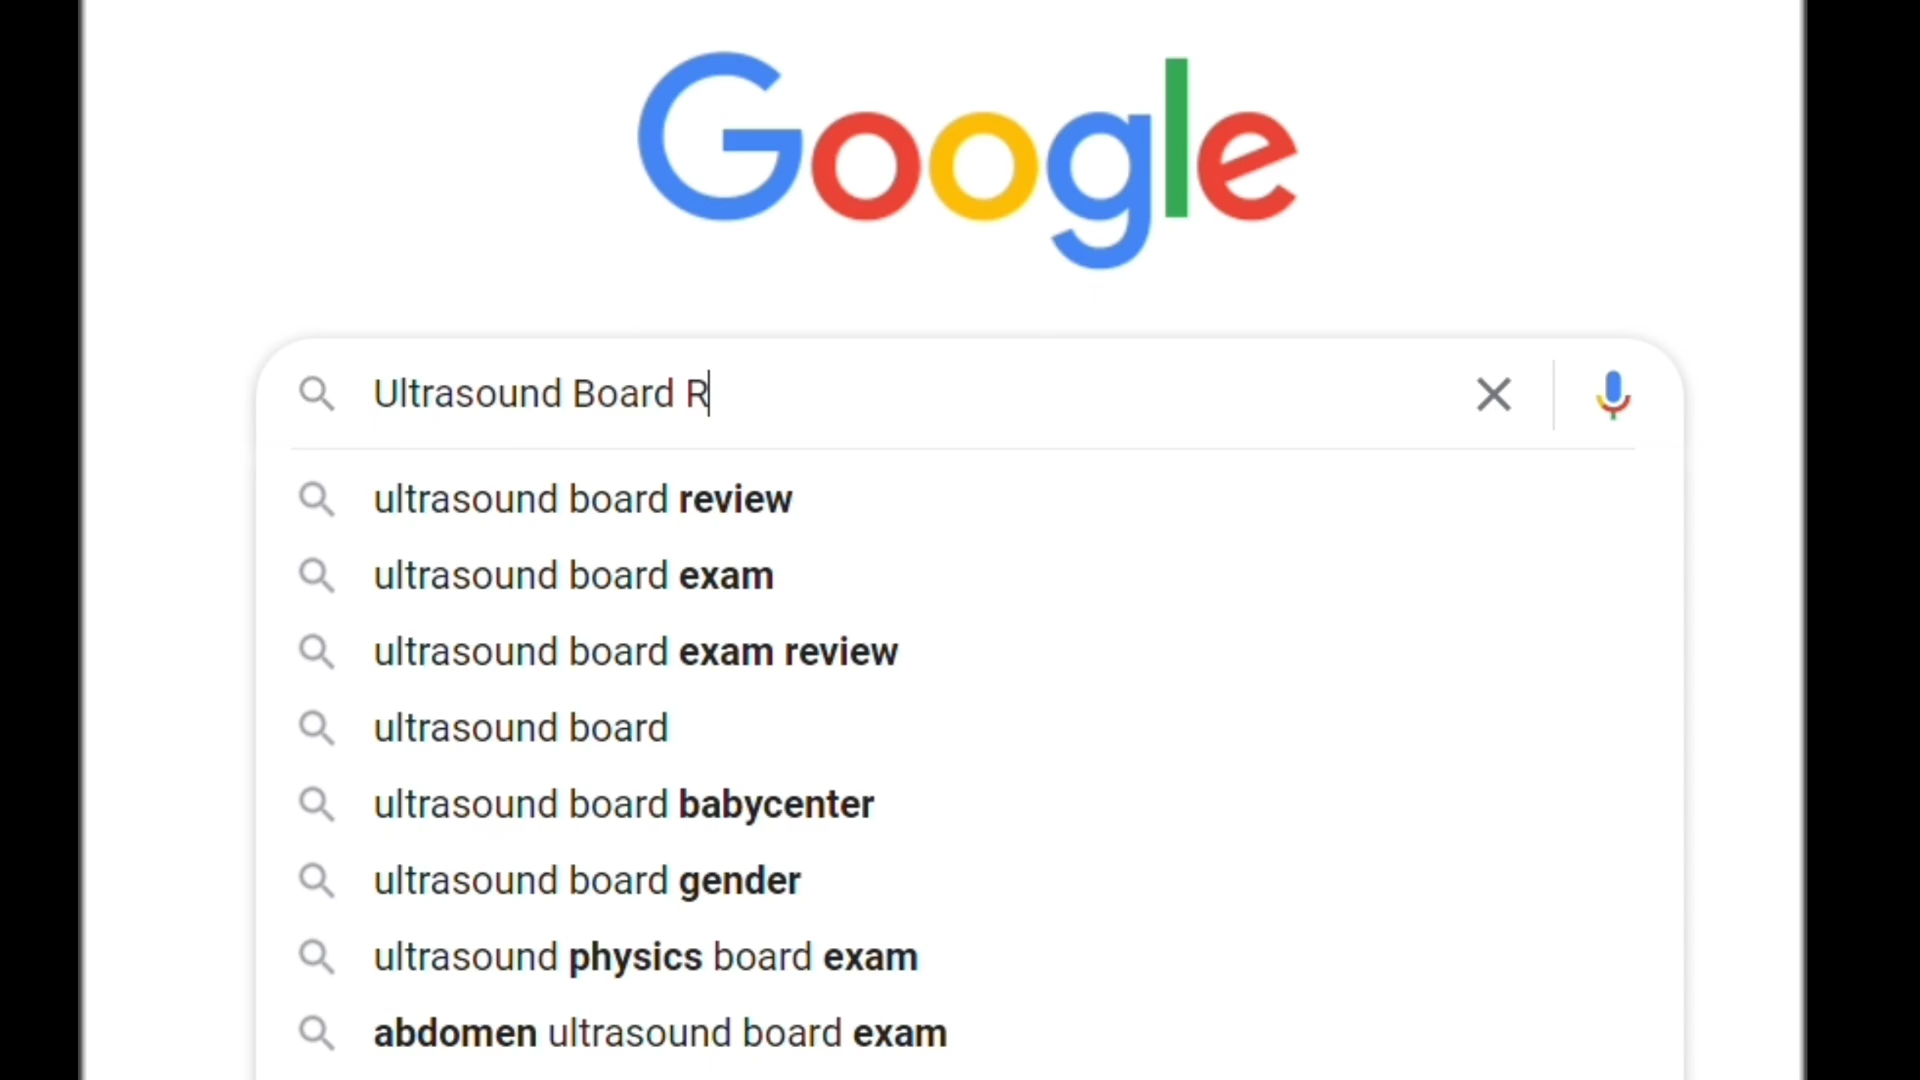 Google
Ultrasound Board R
ultrasound board review
ultrasound board exam
ultrasound board exam review
ultrasound board
ultrasound board babycenter
ultrasound board gender
ultrasound physics board exam
abdomen ultrasound board exam